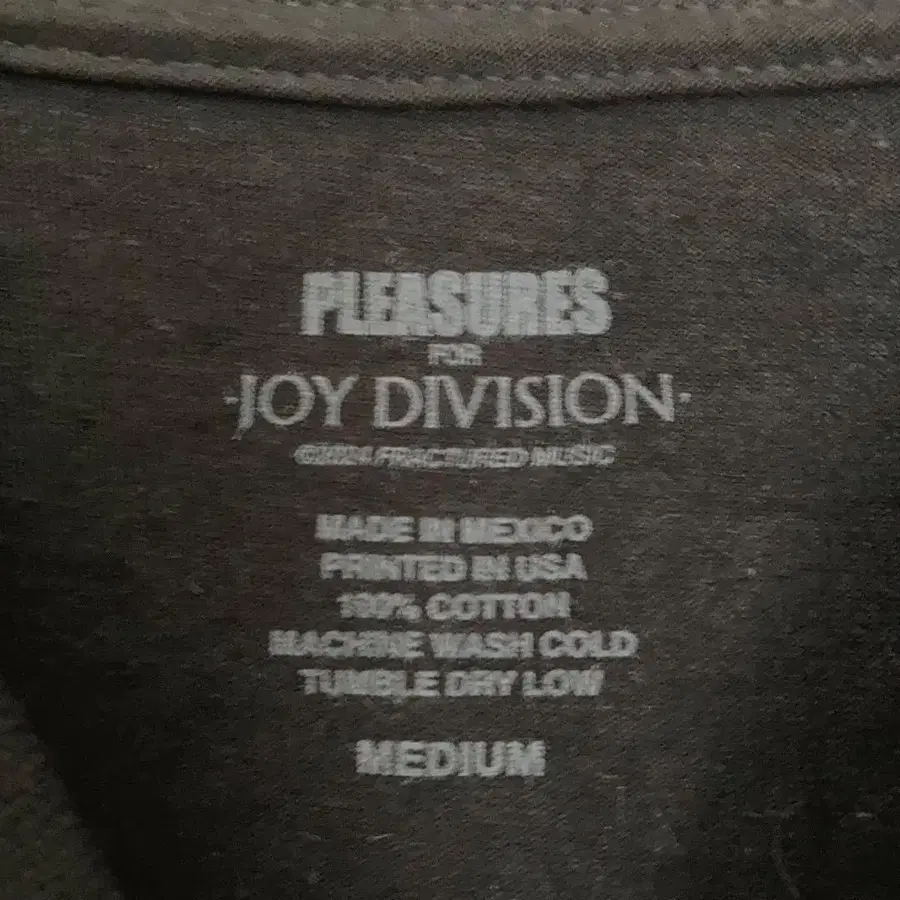 PLEASURES
FOR
·JOY DIVISION·
©2024 FRACTURED MUSIC
MADE IN MEXICO
PRINTED IN USA
100% COTTON
MACHINE WASH COLD
TUMBLE DRY LOW
MEDIUM